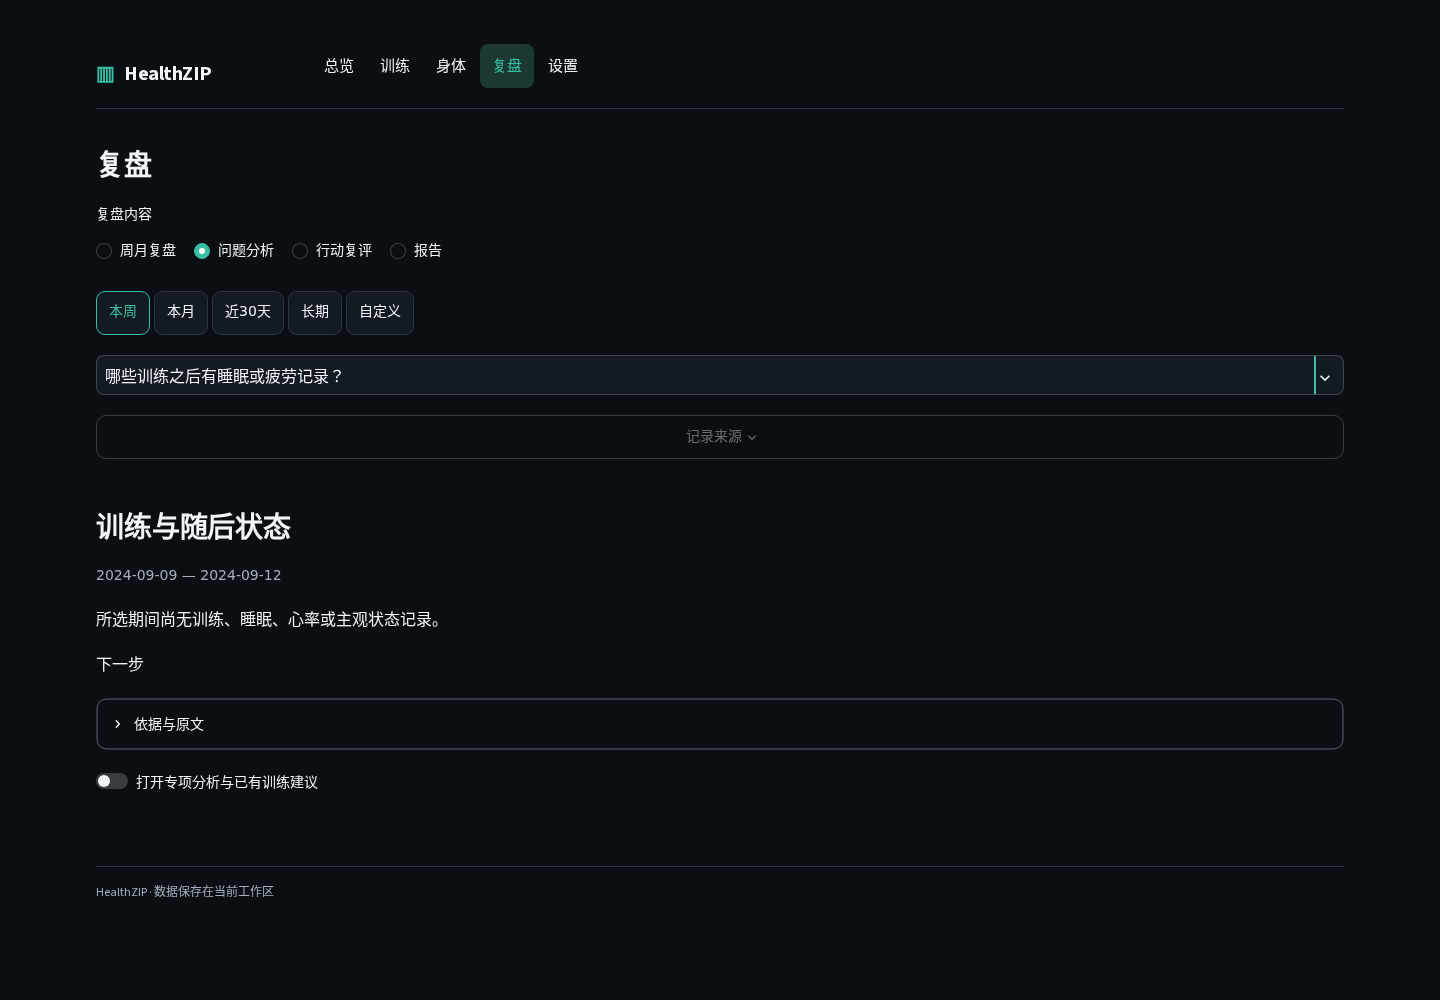 HealthZIP
总览 训练 身体 复盘 设置
复盘
复盘内容
周月复盘 问题分析 行动复评 报告
本周 本月 近30天 长期 自定义
哪些训练之后有睡眠或疲劳记录？
记录来源
训练与随后状态
2024-09-09 — 2024-09-12
所选期间尚无训练、睡眠、心率或主观状态记录。
下一步
依据与原文
打开专项分析与已有训练建议
HealthZIP · 数据保存在当前工作区